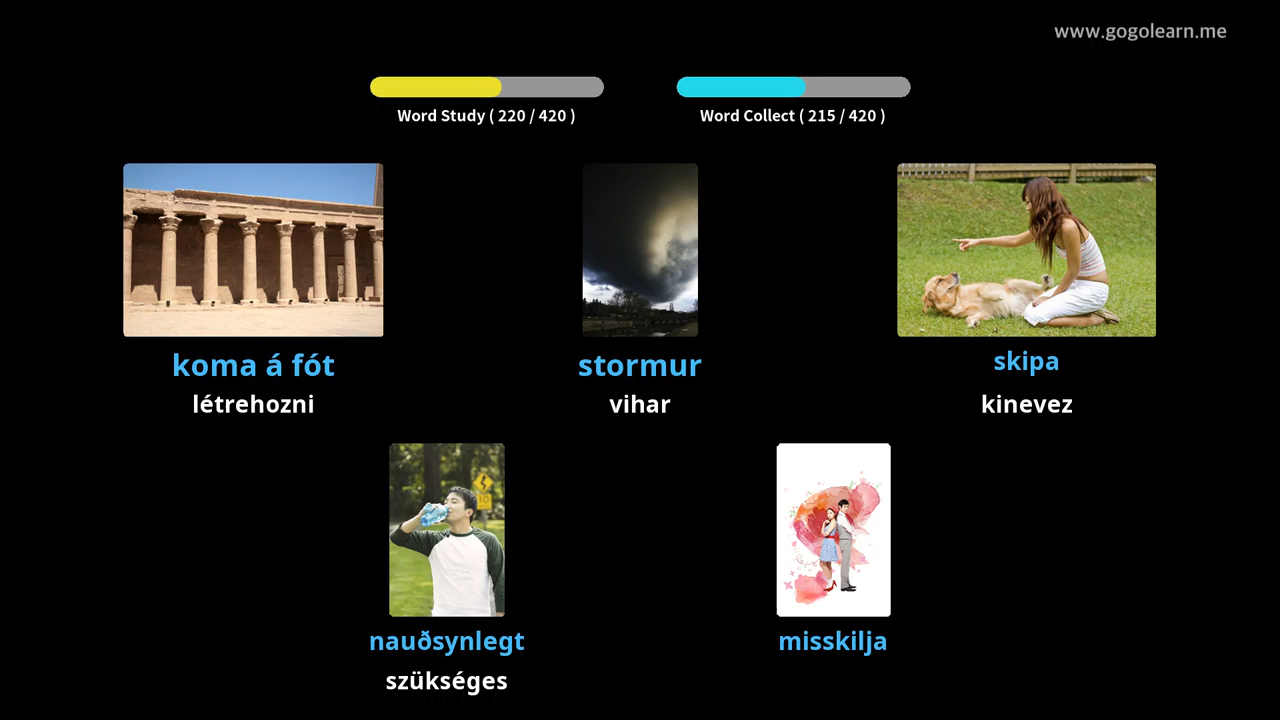 www.gogolearn.me
Word Study ( 220 / 420 )
Word Collect ( 215 / 420 )
koma á fót
létrehozni
stormur
vihar
skipa
kinevez
nauðsynlegt
szükséges
misskilja